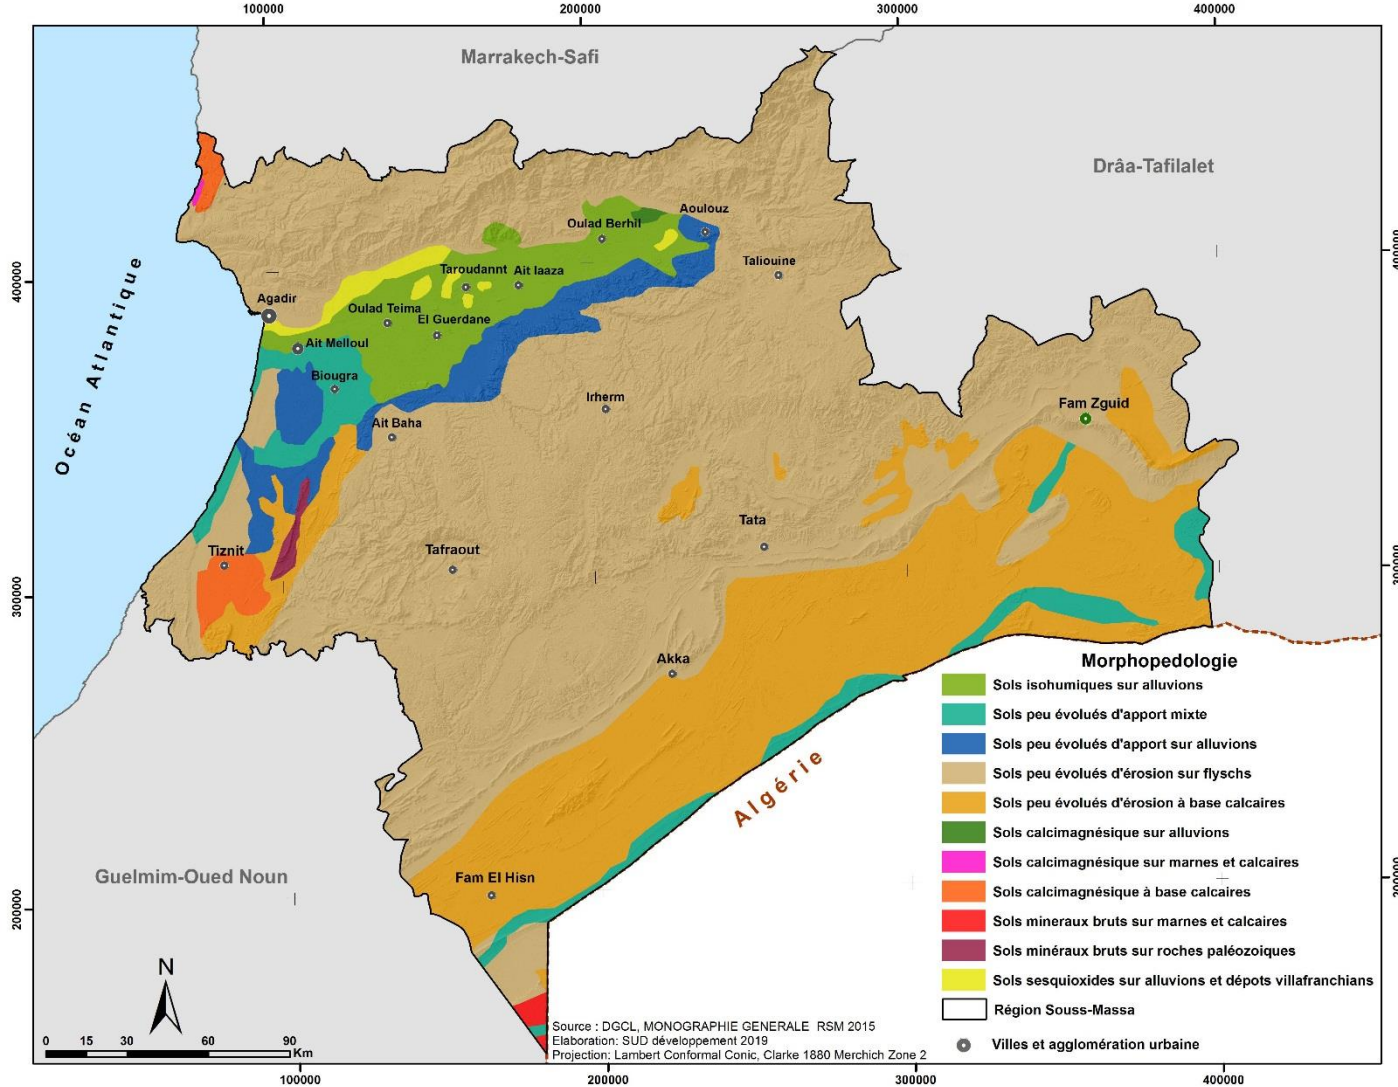 100000
200000
300000
400000
Marrakech-Safi
Drâa-Tafilalet
Océan Atlantique
400000
400000
Aoulouz
Oulad Berhil
Taliouine
Taroudannt
Ait Iaaza
Agadir
Oulad Teima
El Guerdane
Ait Melloul
Biougra
Irherm
Fam Zguid
Ait Baha
Tata
Tiznit
Tafraout
300000
300000
Akka
Algérie
Fam El Hisn
Guelmim-Oued Noun
200000
200000
Morphopedologie
Sols isohumiques sur alluvions
Sols peu évolués d'apport mixte
Sols peu évolués d'apport sur alluvions
Sols peu évolués d'érosion sur flyschs
Sols peu évolués d'érosion à base calcaires
Sols calcimagnésique sur alluvions
Sols calcimagnésique sur marnes et calcaires
Sols calcimagnésique à base calcaires
Sols mineraux bruts sur marnes et calcaires
Sols minéraux bruts sur roches paléozoiques
Sols sesquioxides sur alluvions et dépots villafranchians
Région Souss-Massa
Villes et agglomération urbaine
N
0 15 30 60 90
Km
Source : DGCL, MONOGRAPHIE GENERALE RSM 2015
Elaboration: SUD développement 2019
Projection: Lambert Conformal Conic, Clarke 1880 Merchich Zone 2
100000
200000
300000
400000